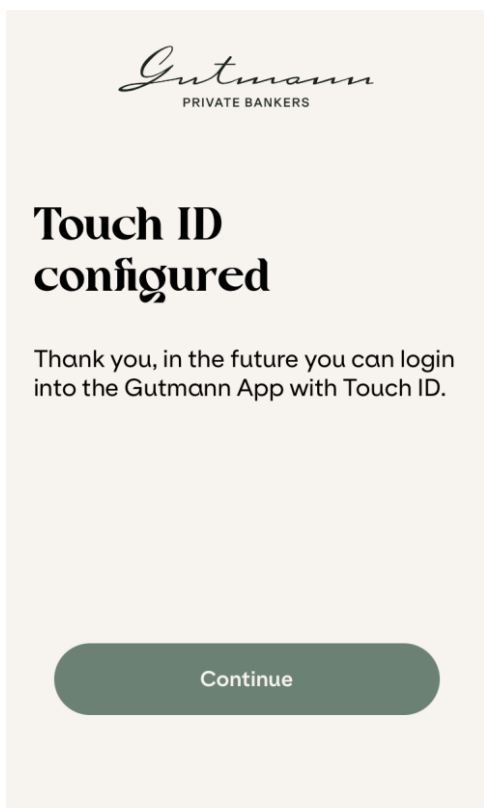 Gutmann
PRIVATE BANKERS
Touch ID
configured
Thank you, in the future you can login
into the Gutmann App with Touch ID.
Continue